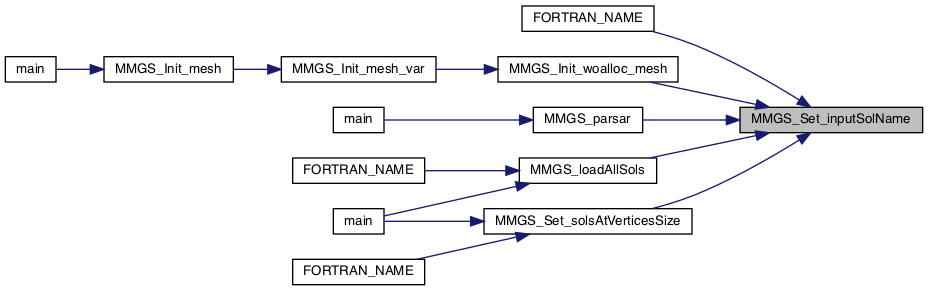 FORTRAN_NAME
main
MMGS_Init_mesh
MMGS_Init_mesh_var
MMGS_Init_woalloc_mesh
main
MMGS_parsar
MMGS_Set_inputSolName
FORTRAN_NAME
MMGS_loadAllSols
main
MMGS_Set_solsAtVerticesSize
FORTRAN_NAME